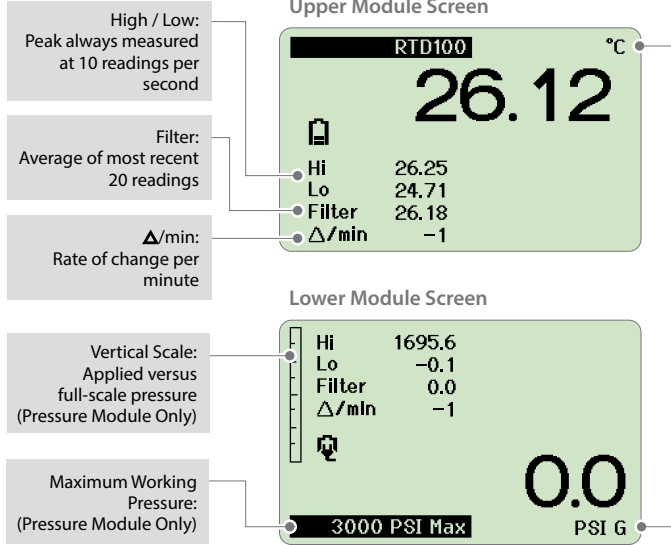 Upper Module Screen
High / Low:
Peak always measured
at 10 readings per
second
Filter:
Average of most recent
20 readings
Δ/min:
Rate of change per
minute
RTD100
°C
26.12
Hi 26.25
Lo 24.71
Filter 26.18
Δ/min -1
Lower Module Screen
Vertical Scale:
Applied versus
full-scale pressure
(Pressure Module Only)
Maximum Working
Pressure:
(Pressure Module Only)
Hi 1695.6
Lo -0.1
Filter 0.0
Δ/min -1
0.0
3000 PSI Max
PSI G